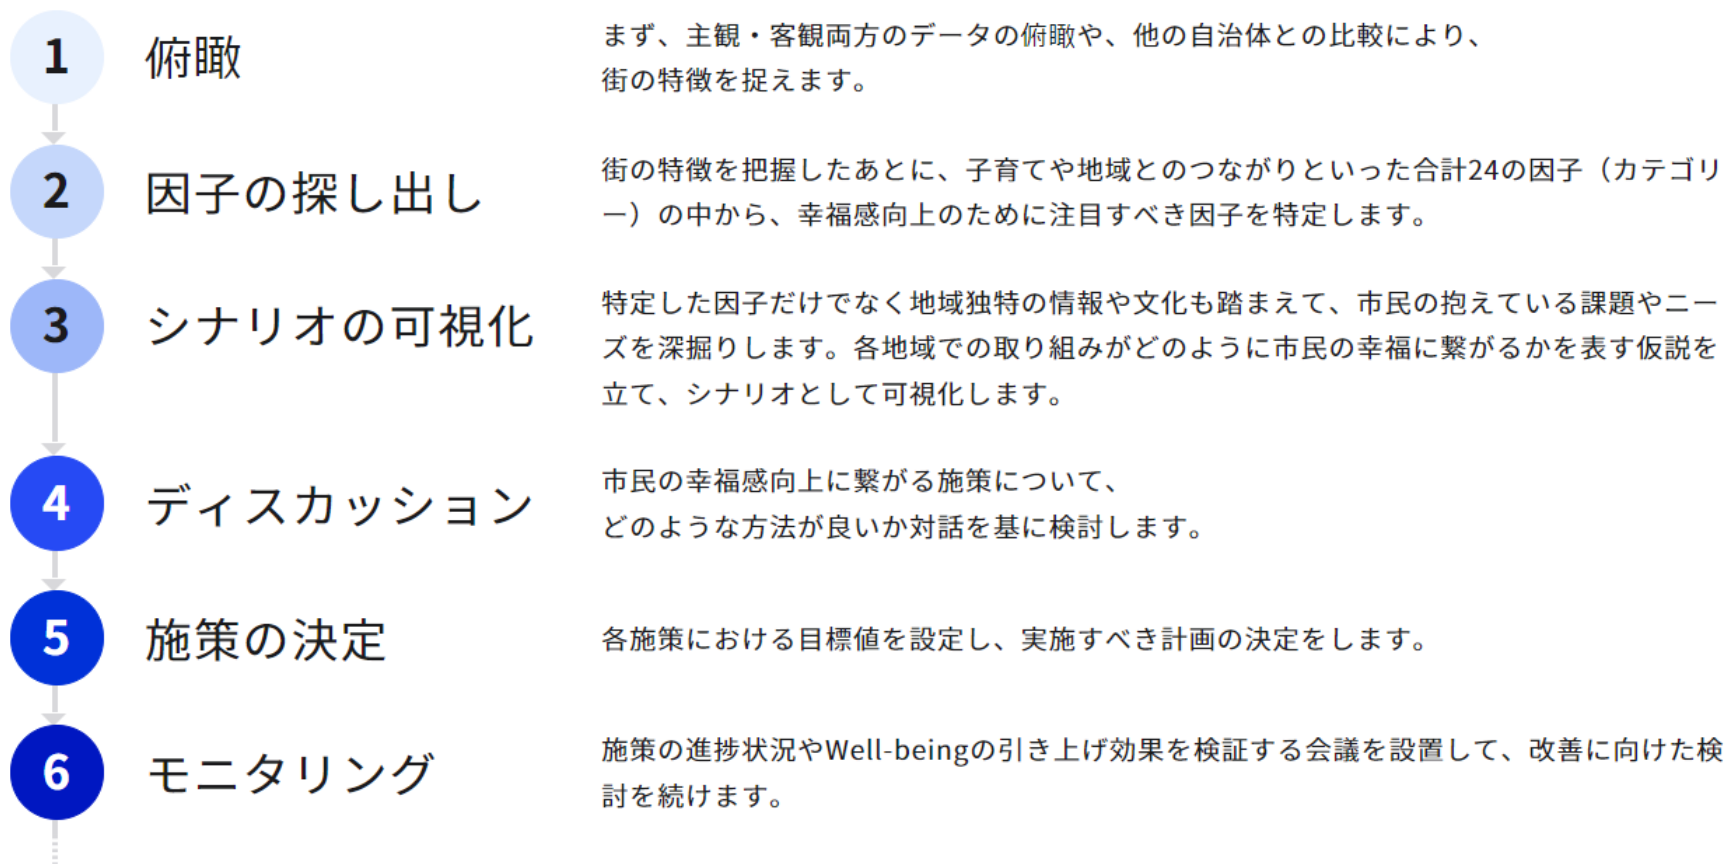 1
俯瞰
まず、主観・客観両方のデータの俯瞰や、他の自治体との比較により、
街の特徴を捉えます。
2
因子の探し出し
街の特徴を把握したあとに、子育てや地域とのつながりといった合計24の因子（カテゴリ
ー）の中から、幸福感向上のために注目すべき因子を特定します。
3
シナリオの可視化
特定した因子だけでなく地域独特の情報や文化も踏まえて、市民の抱えている課題やニー
ズを深掘りします。各地域での取り組みがどのように市民の幸福に繋がるかを表す仮説を
立て、シナリオとして可視化します。
4
ディスカッション
市民の幸福感向上に繋がる施策について、
どのような方法が良いか対話を基に検討します。
5
施策の決定
各施策における目標値を設定し、実施すべき計画の決定をします。
6
モニタリング
施策の進捗状況やWell-beingの引き上げ効果を検証する会議を設置して、改善に向けた検
討を続けます。